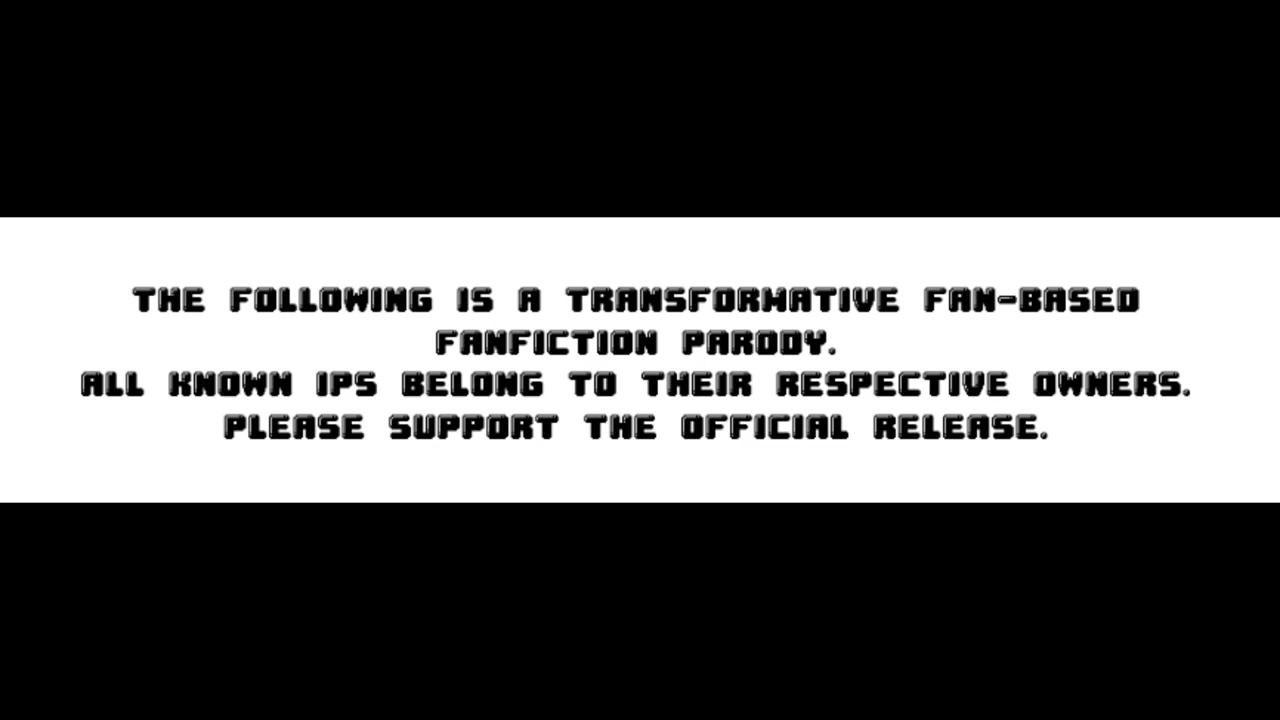 THE FOLLOWING IS A TRANSFORMATIVE FAN-BASED
FANFICTION PARODY.
ALL KNOWN IPS BELONG TO THEIR RESPECTIVE OWNERS.
PLEASE SUPPORT THE OFFICIAL RELEASE.